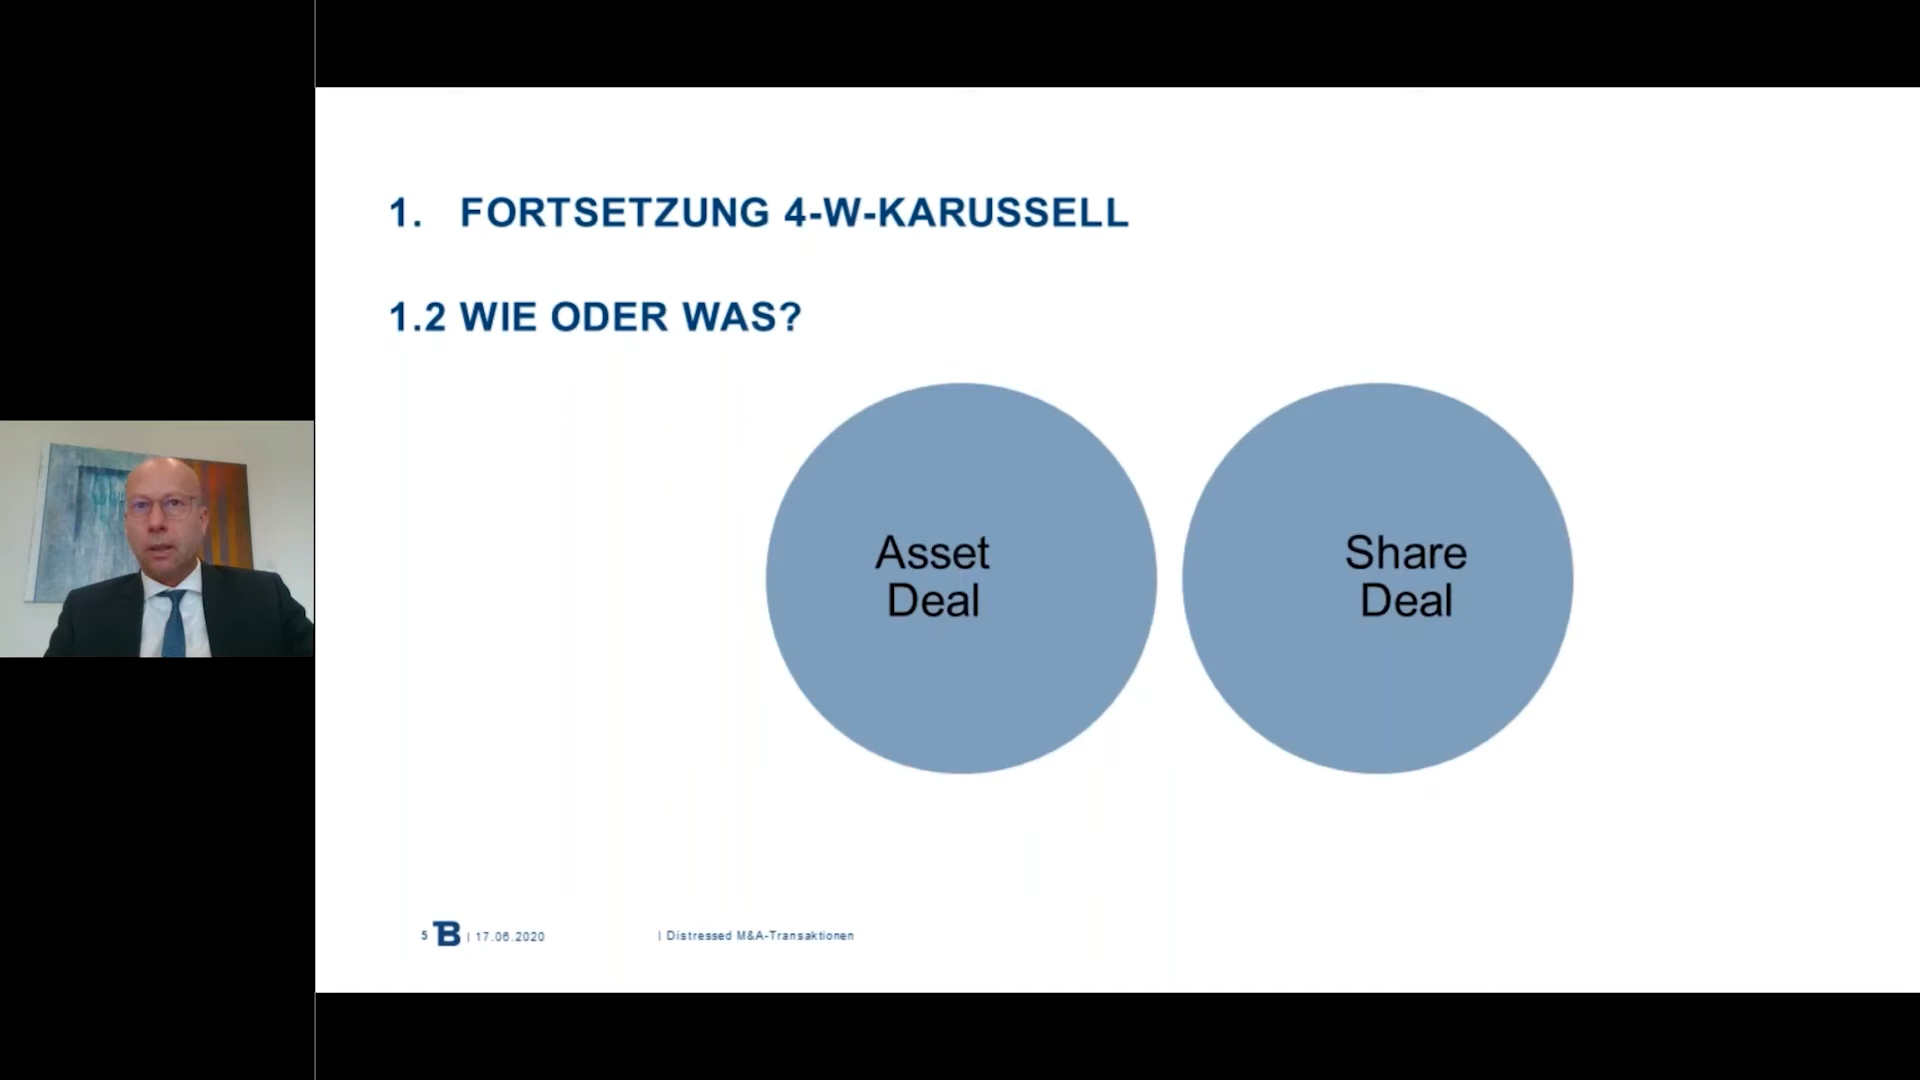 1. FORTSETZUNG 4-W-KARUSSELL
1.2 WIE ODER WAS?
Asset
Deal
Share
Deal
5 B | 17.06.2020 | Distressed M&A-Transaktionen